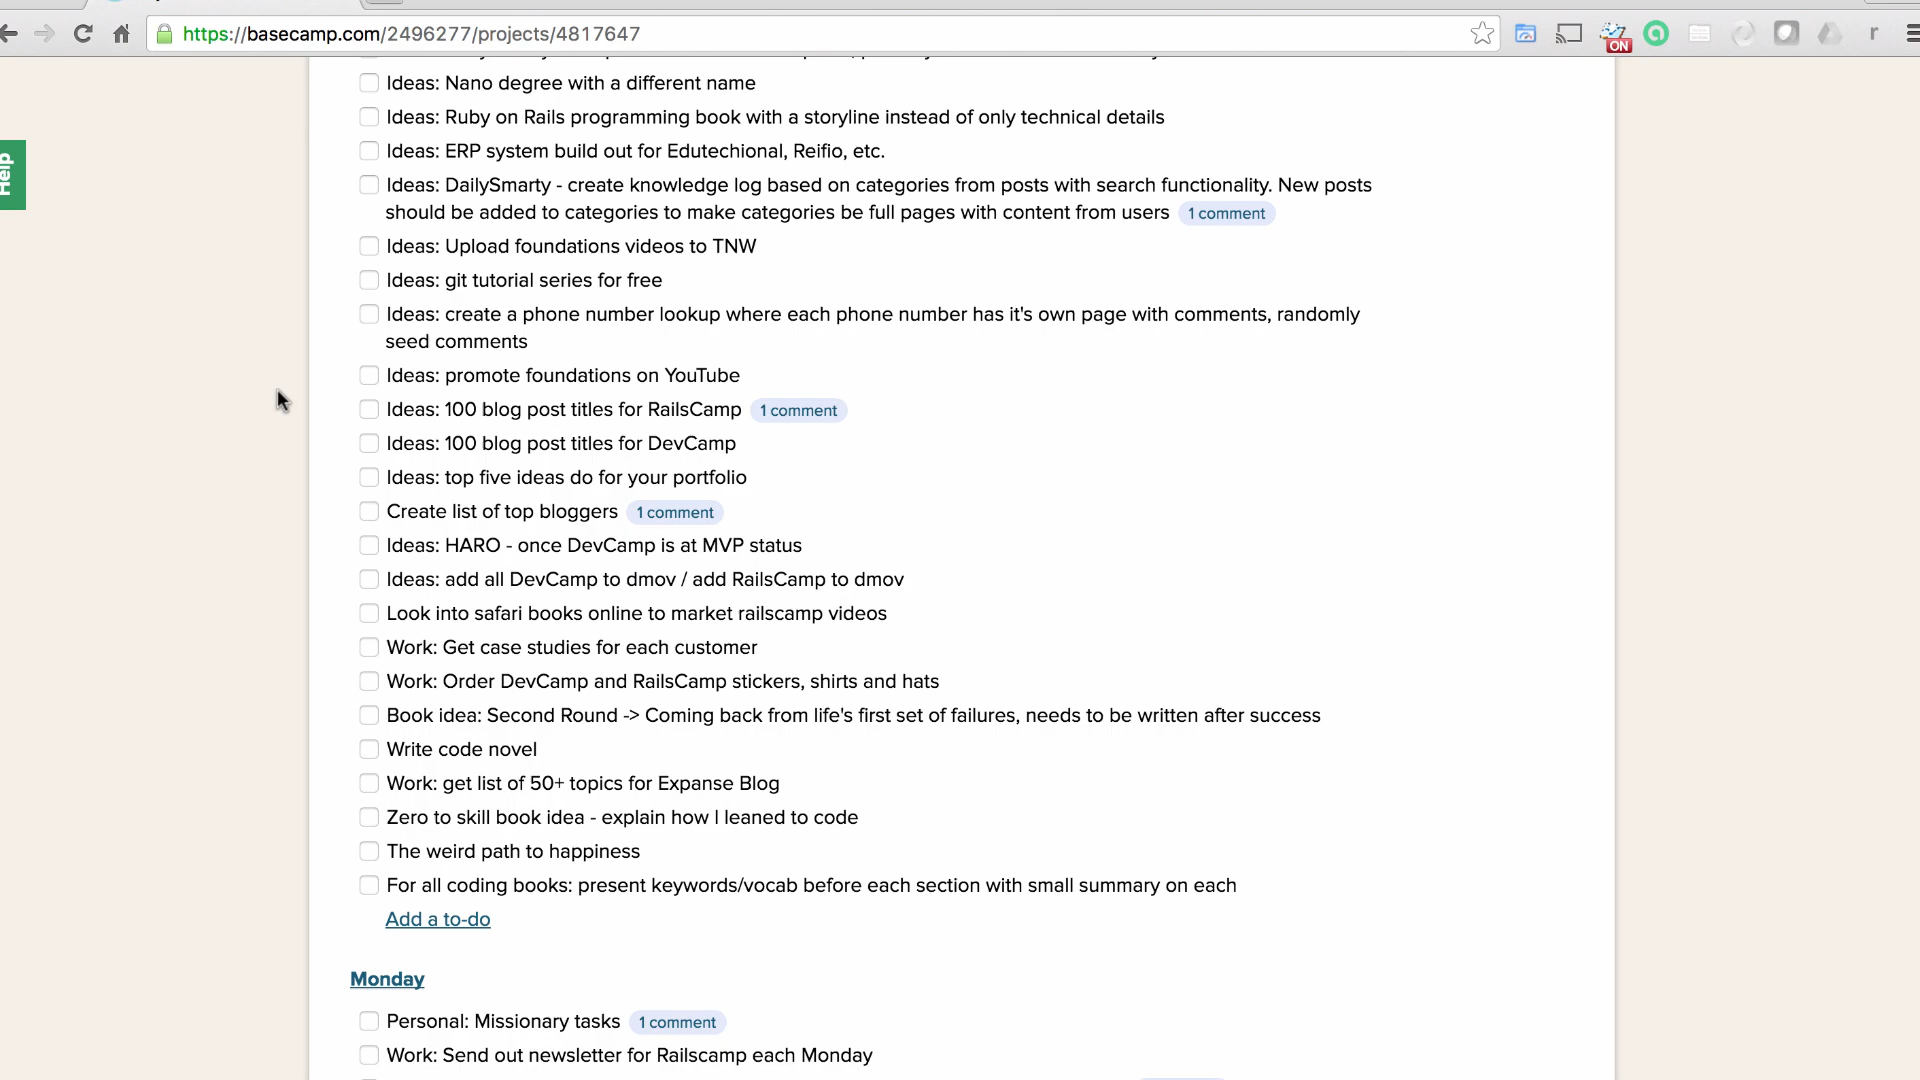 https://basecamp.com/2496277/projects/4817647
ON
r
Help
Ideas: Nano degree with a different name
Ideas: Ruby on Rails programming book with a storyline instead of only technical details
Ideas: ERP system build out for Edutechional, Reifio, etc.
Ideas: DailySmarty - create knowledge log based on categories from posts with search functionality. New posts
should be added to categories to make categories be full pages with content from users 1 comment
Ideas: Upload foundations videos to TNW
Ideas: git tutorial series for free
Ideas: create a phone number lookup where each phone number has it's own page with comments, randomly
seed comments
Ideas: promote foundations on YouTube
Ideas: 100 blog post titles for RailsCamp 1 comment
Ideas: 100 blog post titles for DevCamp
Ideas: top five ideas do for your portfolio
Create list of top bloggers 1 comment
Ideas: HARO - once DevCamp is at MVP status
Ideas: add all DevCamp to dmov / add RailsCamp to dmov
Look into safari books online to market railscamp videos
Work: Get case studies for each customer
Work: Order DevCamp and RailsCamp stickers, shirts and hats
Book idea: Second Round -> Coming back from life's first set of failures, needs to be written after success
Write code novel
Work: get list of 50+ topics for Expanse Blog
Zero to skill book idea - explain how I leaned to code
The weird path to happiness
For all coding books: present keywords/vocab before each section with small summary on each
Add a to-do
Monday
Personal: Missionary tasks 1 comment
Work: Send out newsletter for Railscamp each Monday